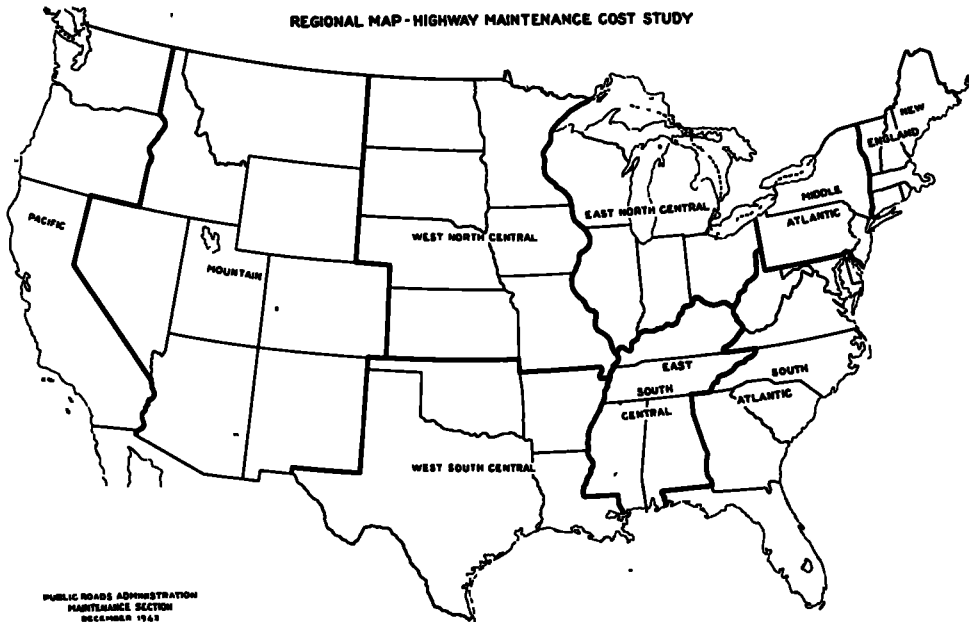 REGIONAL MAP-HIGHWAY MAINTENANCE COST STUDY
NEW
ENGLAND
MIDDLE
ATLANTIC
PACIFIC
EAST NORTH CENTRAL
WEST NORTH CENTRAL
MOUNTAIN
EAST
SOUTH
CENTRAL
SOUTH
ATLANTIC
WEST SOUTH CENTRAL
PUBLIC ROADS ADMINISTRATION
MAINTENANCE SECTION
DECEMBER